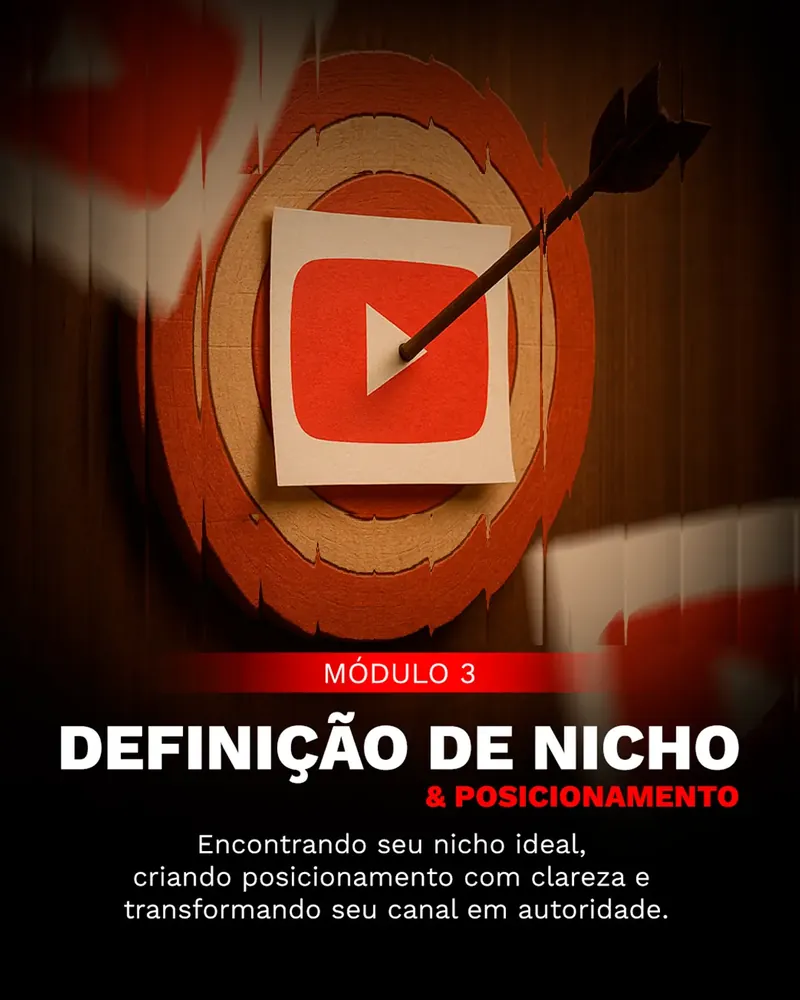 MÓDULO 3
DEFINIÇÃO DE NICHO
& POSICIONAMENTO
Encontrando seu nicho ideal,
criando posicionamento com clareza e
transformando seu canal em autoridade.